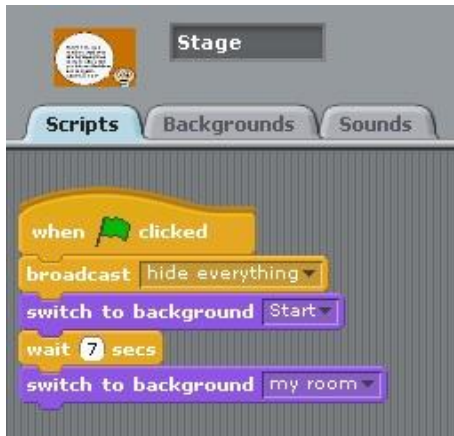 Stage
Scripts Backgrounds Sounds
when clicked
broadcast hide everything
switch to background Start
wait 7 secs
switch to background my room